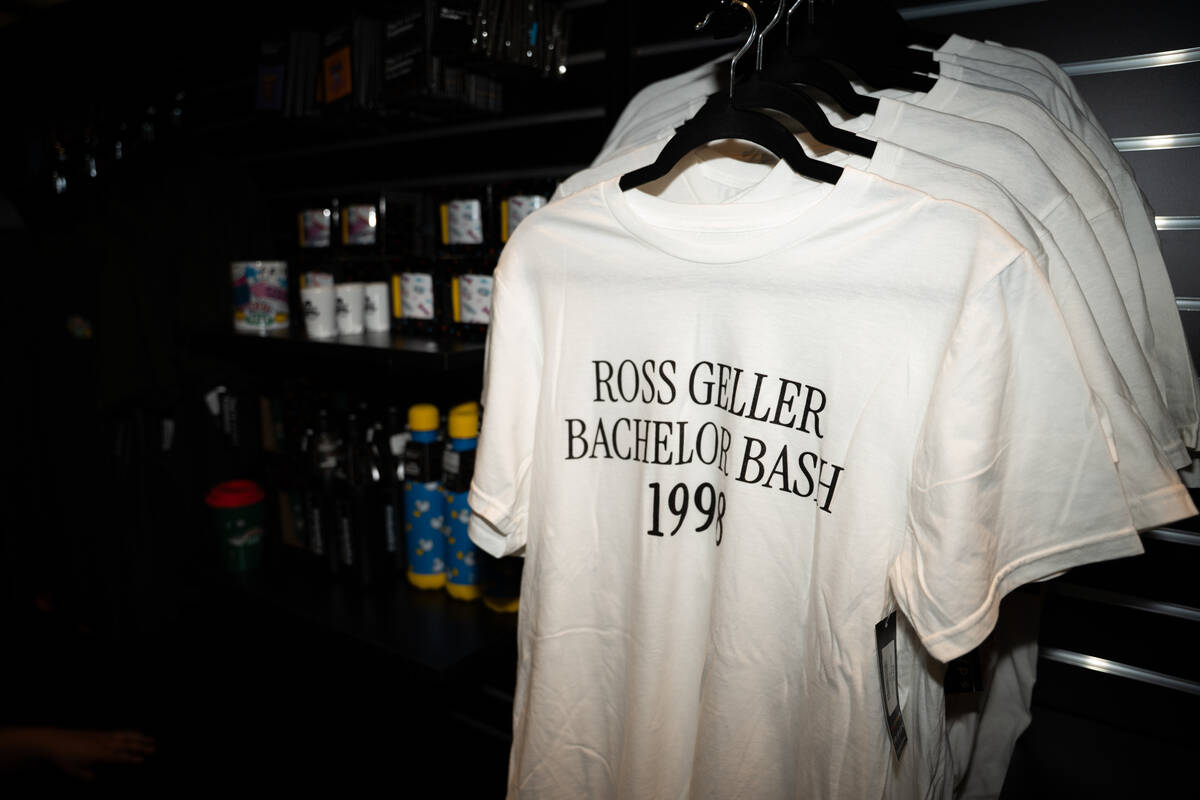 ROSS GELLER
BACHELOR BASH
1998